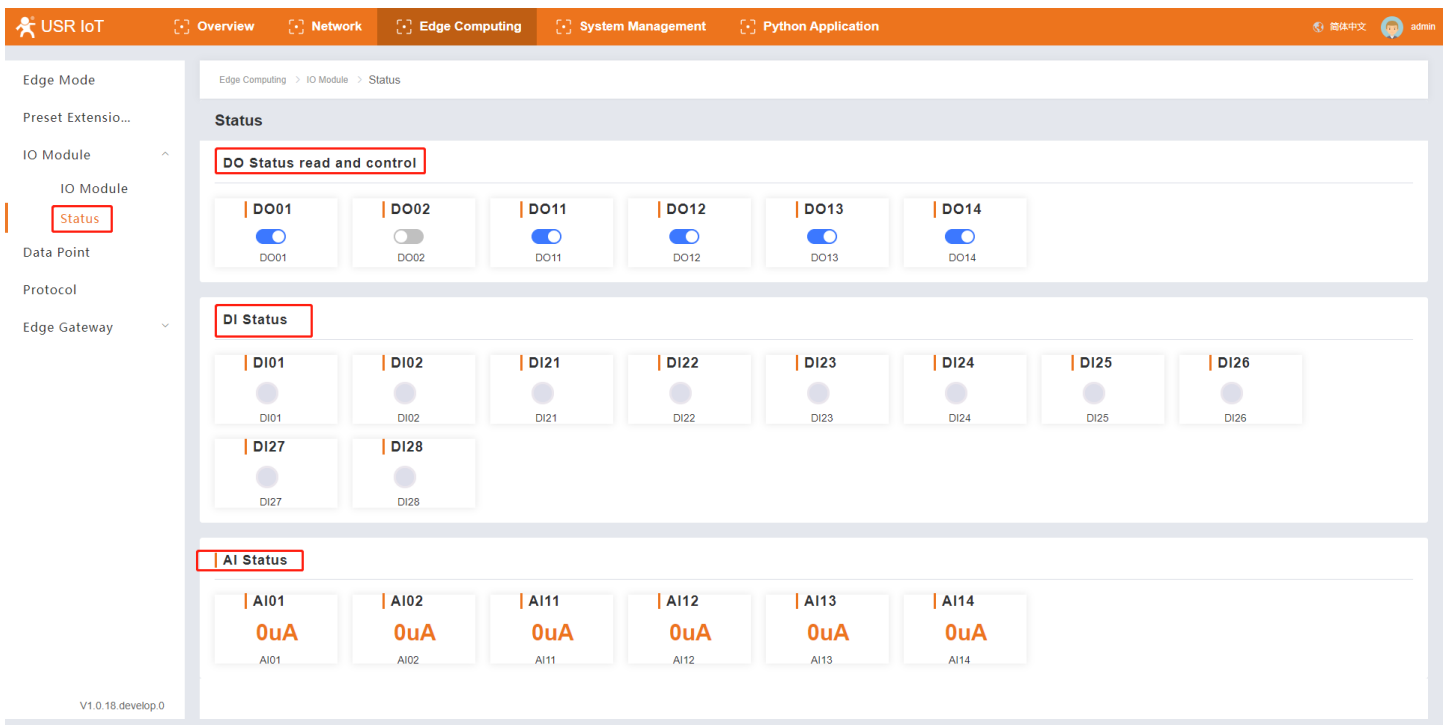 USR IoT Overview Network Edge Computing System Management Python Application 简体中文 admin
Edge Mode
Preset Extensio...
IO Module
IO Module
Status
Data Point
Protocol
Edge Gateway
V1.0.18.develop.0
Edge Computing > IO Module > Status
Status
DO Status read and control
DO01 DO02 DO11 DO12 DO13 DO14
DO01 DO02 DO11 DO12 DO13 DO14
DI Status
DI01 DI02 DI21 DI22 DI23 DI24 DI25 DI26
DI01 DI02 DI21 DI22 DI23 DI24 DI25 DI26
DI27 DI28
DI27 DI28
AI Status
AI01 AI02 AI11 AI12 AI13 AI14
0uA 0uA 0uA 0uA 0uA 0uA
AI01 AI02 AI11 AI12 AI13 AI14